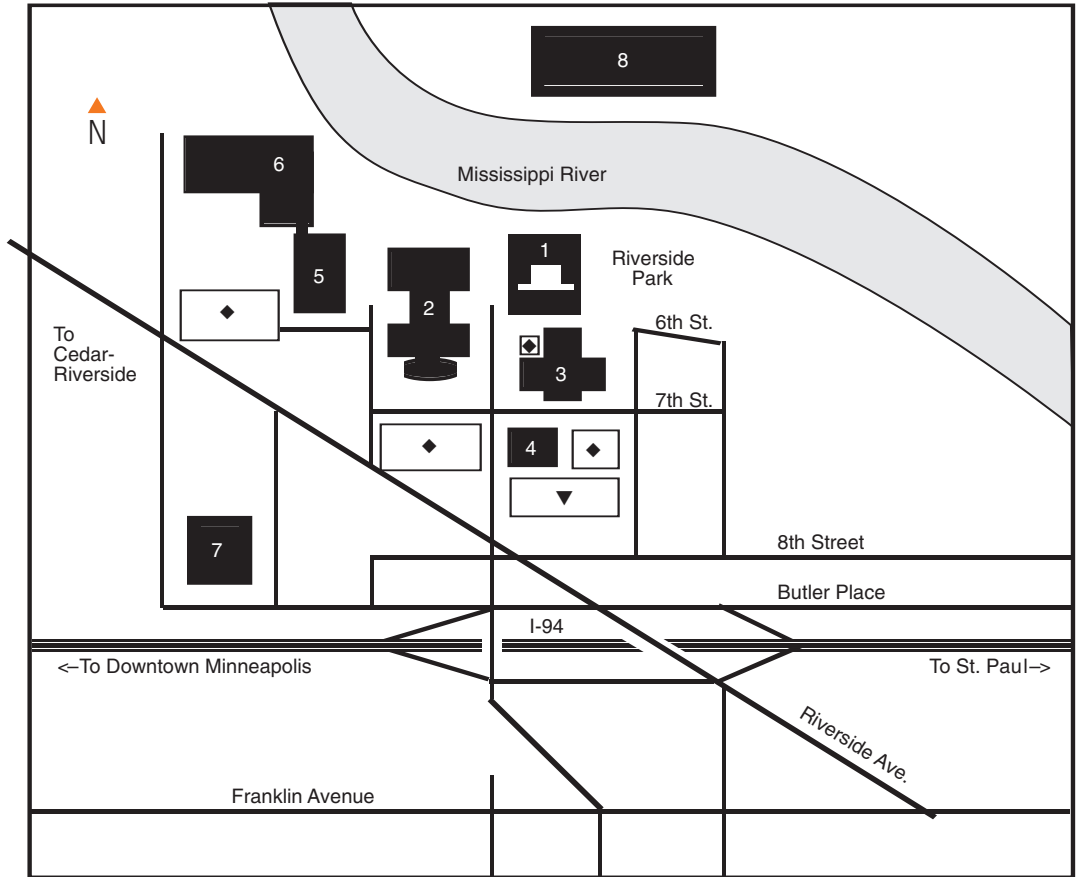 8
N
6
Mississippi River
1
Riverside
Park
5
2
6th St.
To
Cedar-
Riverside
3
7th St.
4
7
8th Street
Butler Place
I-94
<–To Downtown Minneapolis
To St. Paul–>
Riverside Ave.
Franklin Avenue